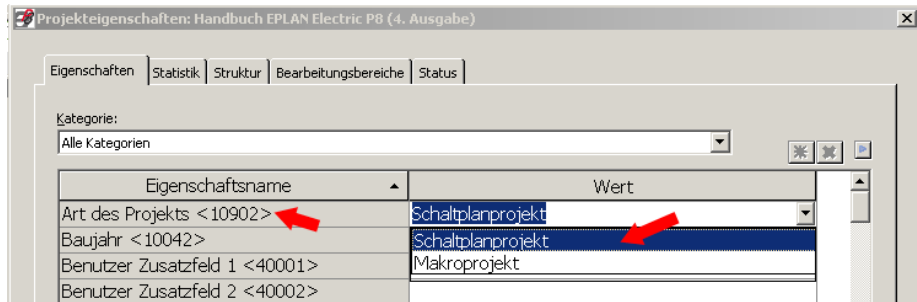 Projekteigenschaften: Handbuch EPLAN Electric P8 (4. Ausgabe)
Eigenschaften Statistik Struktur Bearbeitungsbereiche Status
Kategorie:
Alle Kategorien
Eigenschaftsname Wert
Art des Projekts <10902> Schaltplanprojekt
Baujahr <10042> Schaltplanprojekt
Benutzer Zusatzfeld 1 <40001> Makroprojekt
Benutzer Zusatzfeld 2 <40002>